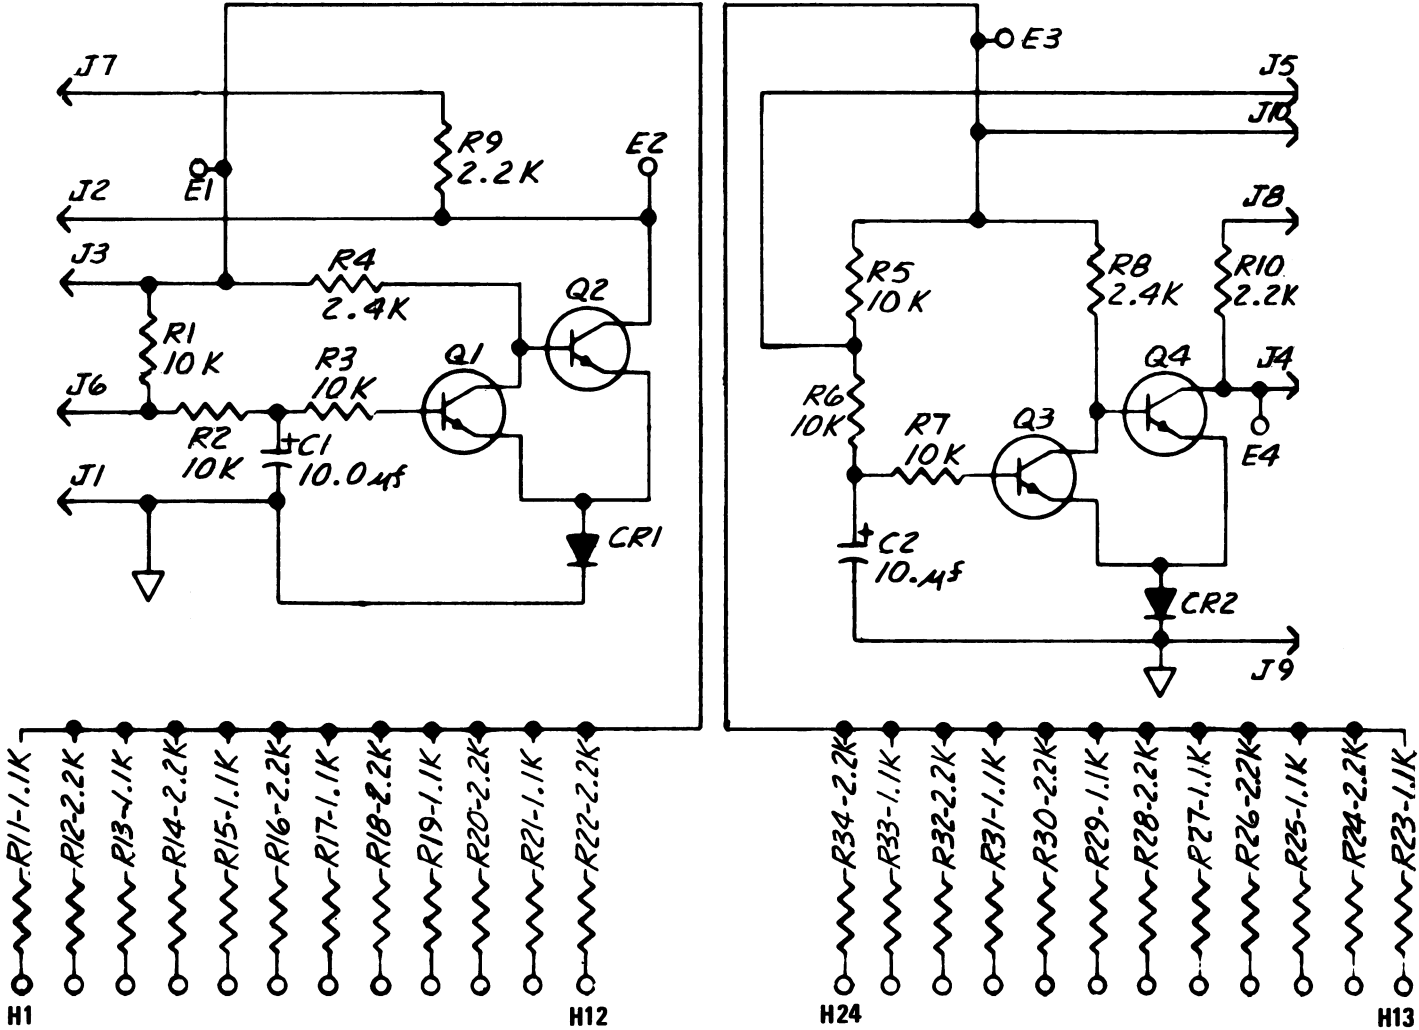 J7
R9
2.2K
E2
E1
J2
J3
R4
2.4K
Q2
R1
10K
R3
10K
Q1
J6
R2
10K
+
C1
10.0 µf
J1
CR1
E3
J5
J10
J8
R5
10K
R8
2.4K
R10
2.2K
Q4
J4
R6
10K
R7
10K
Q3
E4
+
C2
10. µf
CR2
J9
R11-1.1K
R12-2.2K
R13-1.1K
R14-2.2K
R15-1.1K
R16-2.2K
R17-1.1K
R18-2.2K
R19-1.1K
R20-2.2K
R21-1.1K
R22-2.2K
R34-2.2K
R33-1.1K
R32-2.2K
R31-1.1K
R30-22K
R29-1.1K
R28-2.2K
R27-1.1K
R26-2.2K
R25-1.1K
R24-2.2K
R23-1.1K
H1
H12
H24
H13